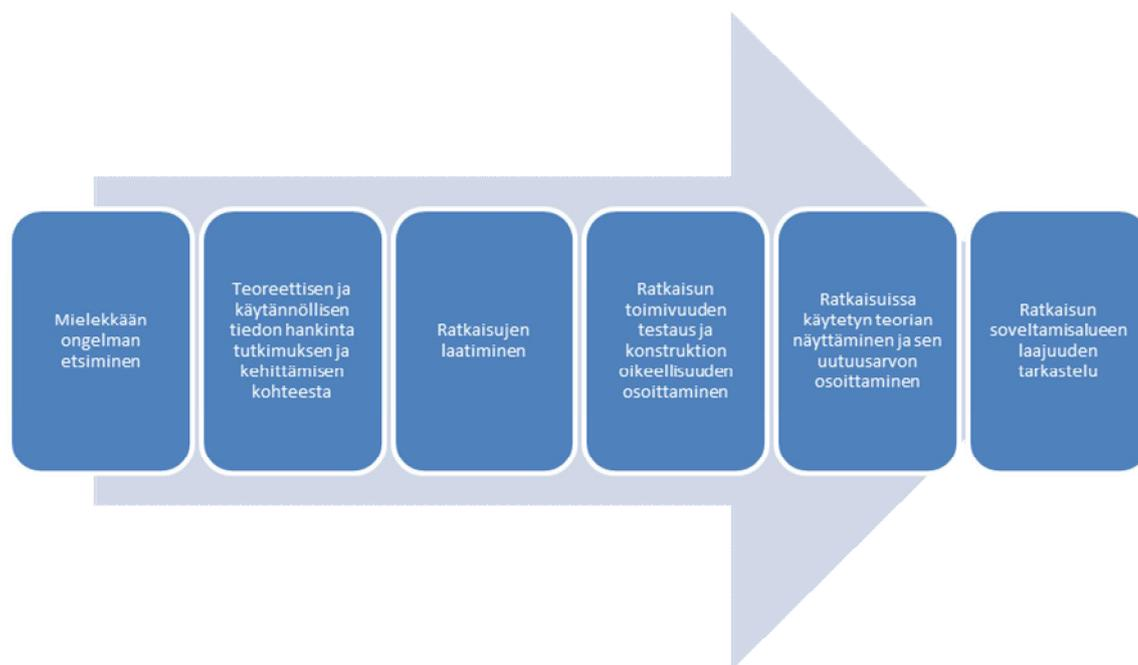 Mielekkään
ongelman
etsiminen
Teoreettisen ja
käytännöllisen
tiedon hankinta
tutkimuksen ja
kehittämisen
kohteesta
Ratkaisujen
laatiminen
Ratkaisun
toimivuuden
testaus ja
konstruktion
oikeellisuuden
osoittaminen
Ratkaisuissa
käytetyn teorian
näyttäminen ja sen
uutuusarvon
osoittaminen
Ratkaisun
soveltamisalueen
laajuuden
tarkastelu